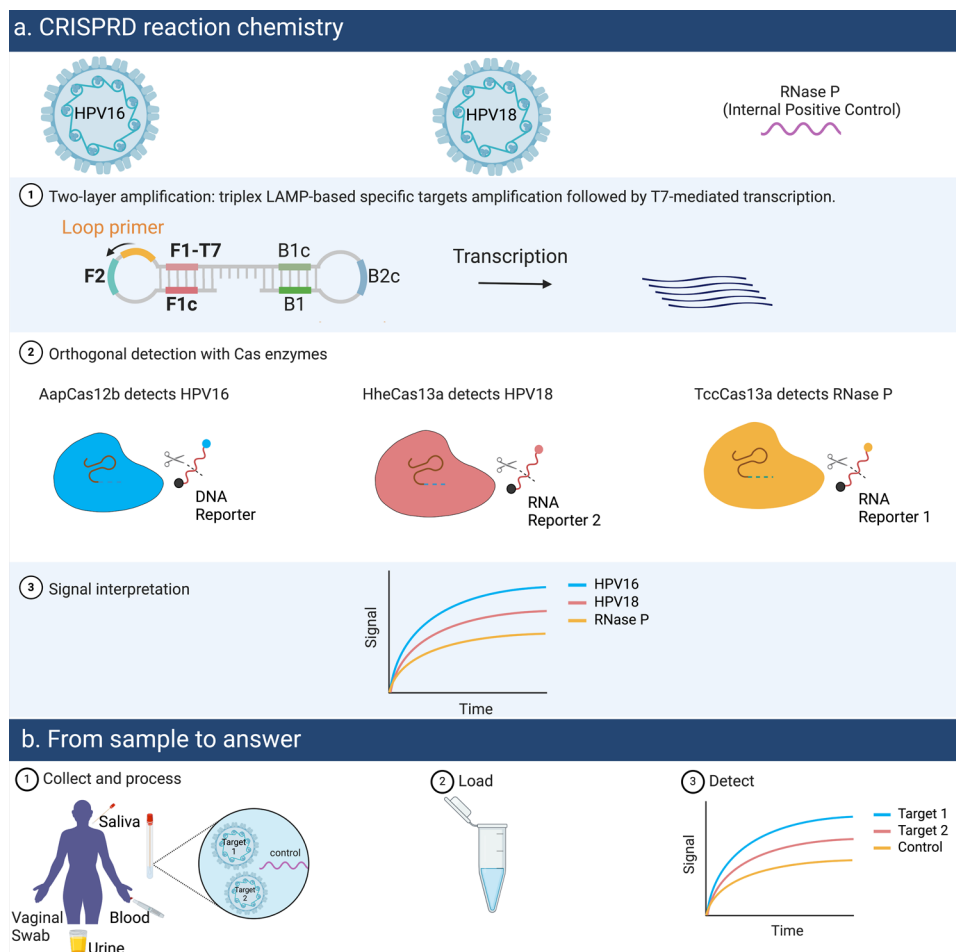 a. CRISPRD reaction chemistry
HPV16
HPV18
RNase P
(Internal Positive Control)
1 Two-layer amplification: triplex LAMP-based specific targets amplification followed by T7-mediated transcription.
Loop primer
F1-T7
B1c
F2
B2c
F1c
B1
Transcription
2 Orthogonal detection with Cas enzymes
AapCas12b detects HPV16
HheCas13a detects HPV18
TccCas13a detects RNase P
DNA
Reporter
RNA
Reporter 2
RNA
Reporter 1
3 Signal interpretation
Signal
Time
HPV16
HPV18
RNase P
b. From sample to answer
1 Collect and process
Saliva
Vaginal
Swab
Blood
Urine
Target
1
control
Target
2
2 Load
3 Detect
Signal
Time
Target 1
Target 2
Control